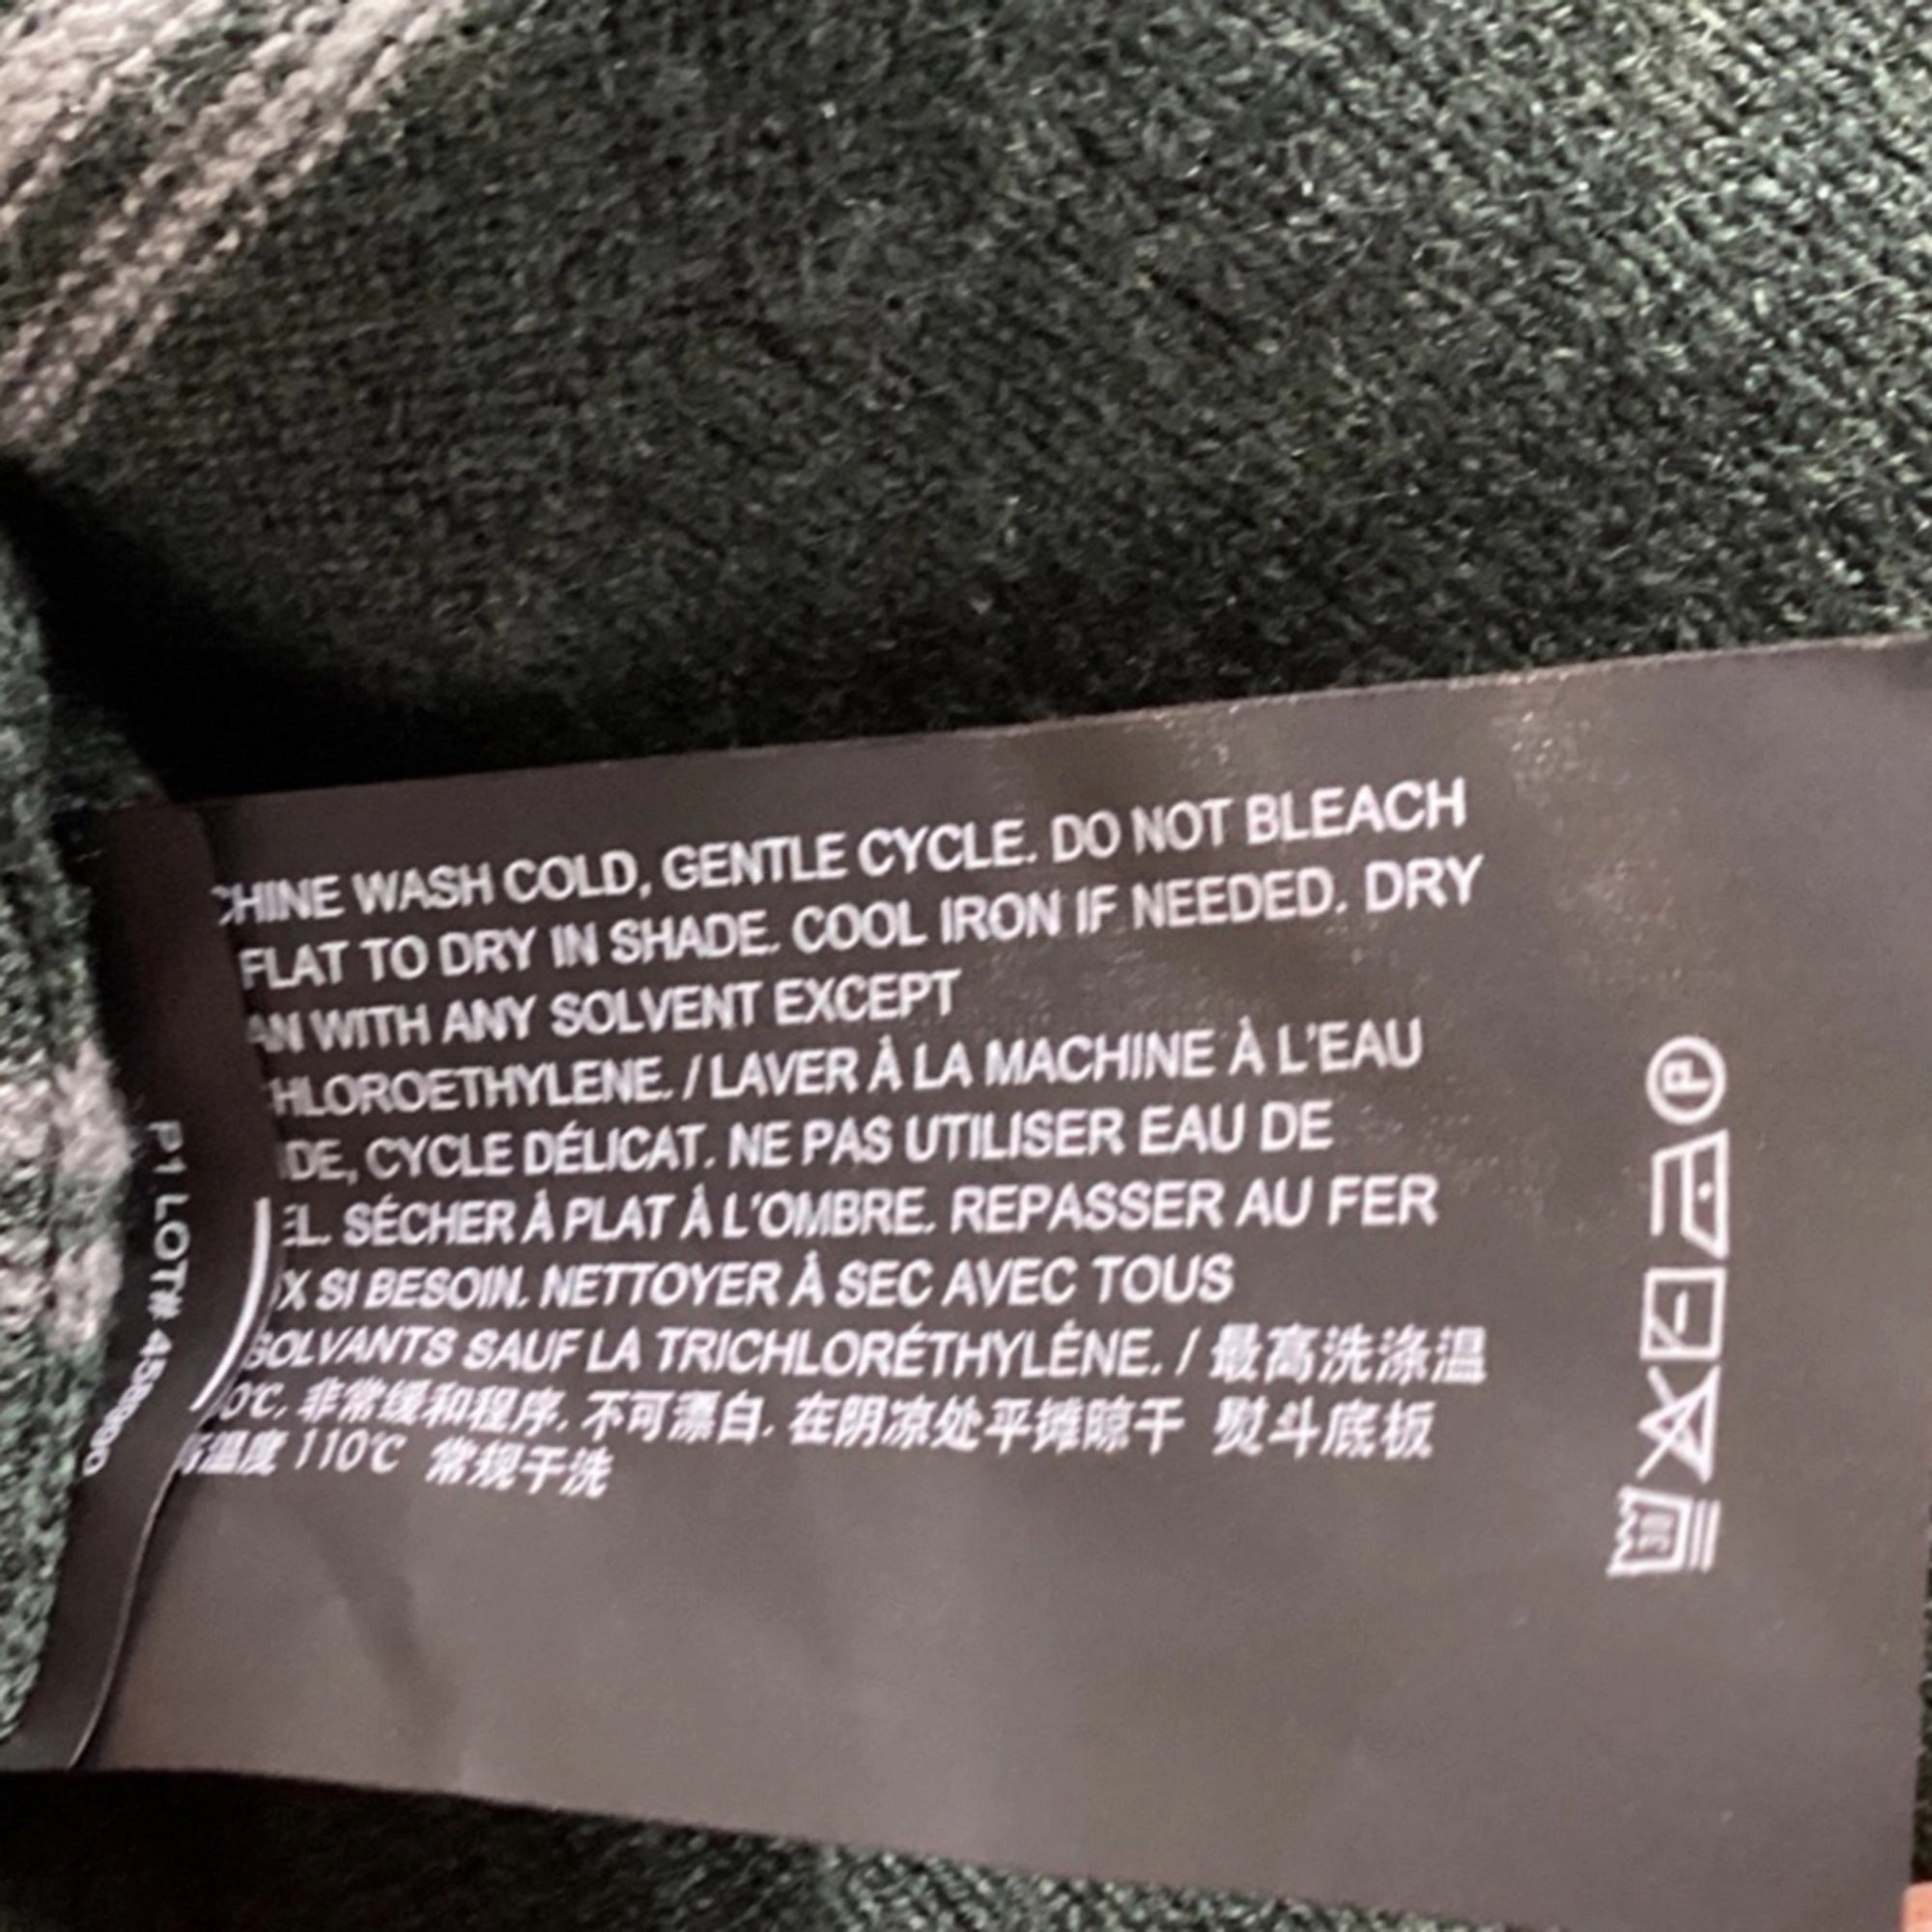 CHINE WASH COLD, GENTLE CYCLE. DO NOT BLEACH
FLAT TO DRY IN SHADE. COOL IRON IF NEEDED. DRY
AN WITH ANY SOLVENT EXCEPT
HLOROETHYLENE. / LAVER À LA MACHINE À L'EAU
DE, CYCLE DÉLICAT. NE PAS UTILISER EAU DE
EL. SÉCHER À PLAT À L'OMBRE. REPASSER AU FER
X SI BESOIN. NETTOYER À SEC AVEC TOUS
SOLVANTS SAUF LA TRICHLORÉTHYLÉNE. / 最高洗涤温
0℃. 非常缓和程序. 不可漂白. 在阴凉处平摊晾干 熨斗底板
高温度 110℃ 常规干洗
P1 LOT#
P